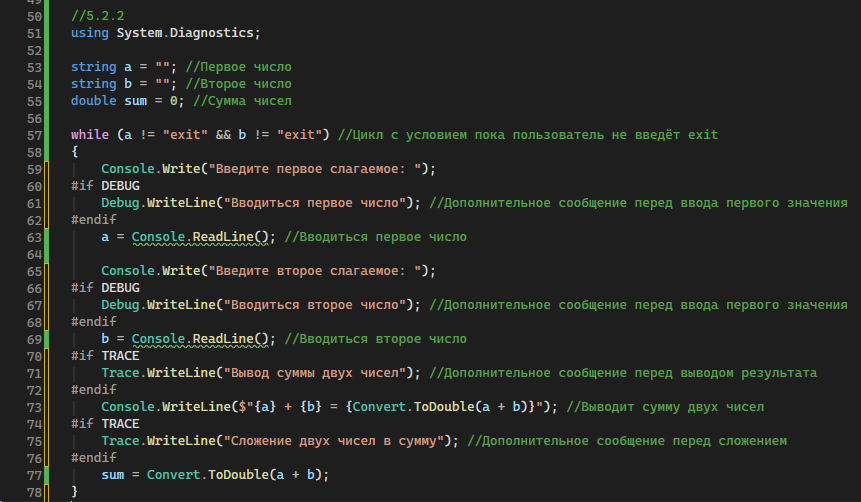 49
50 //5.2.2
51 using System.Diagnostics;
52
53 string a = ""; //Первое число
54 string b = ""; //Второе число
55 double sum = 0; //Сумма чисел
56
57 while (a != "exit" && b != "exit") //Цикл с условием пока пользователь не введёт exit
58 {
59 Console.Write("Введите первое слагаемое: ");
60 #if DEBUG
61 Debug.WriteLine("Вводиться первое число"); //Дополнительное сообщение перед ввода первого значения
62 #endif
63 a = Console.ReadLine(); //Вводиться первое число
64
65 Console.Write("Введите второе слагаемое: ");
66 #if DEBUG
67 Debug.WriteLine("Вводиться второе число"); //Дополнительное сообщение перед ввода первого значения
68 #endif
69 b = Console.ReadLine(); //Вводиться второе число
70 #if TRACE
71 Trace.WriteLine("Вывод суммы двух чисел"); //Дополнительное сообщение перед выводом результата
72 #endif
73 Console.WriteLine($"{a} + {b} = {Convert.ToDouble(a + b)}"); //Выводит сумму двух чисел
74 #if TRACE
75 Trace.WriteLine("Сложение двух чисел в сумму"); //Дополнительное сообщение перед сложением
76 #endif
77 sum = Convert.ToDouble(a + b);
78 }